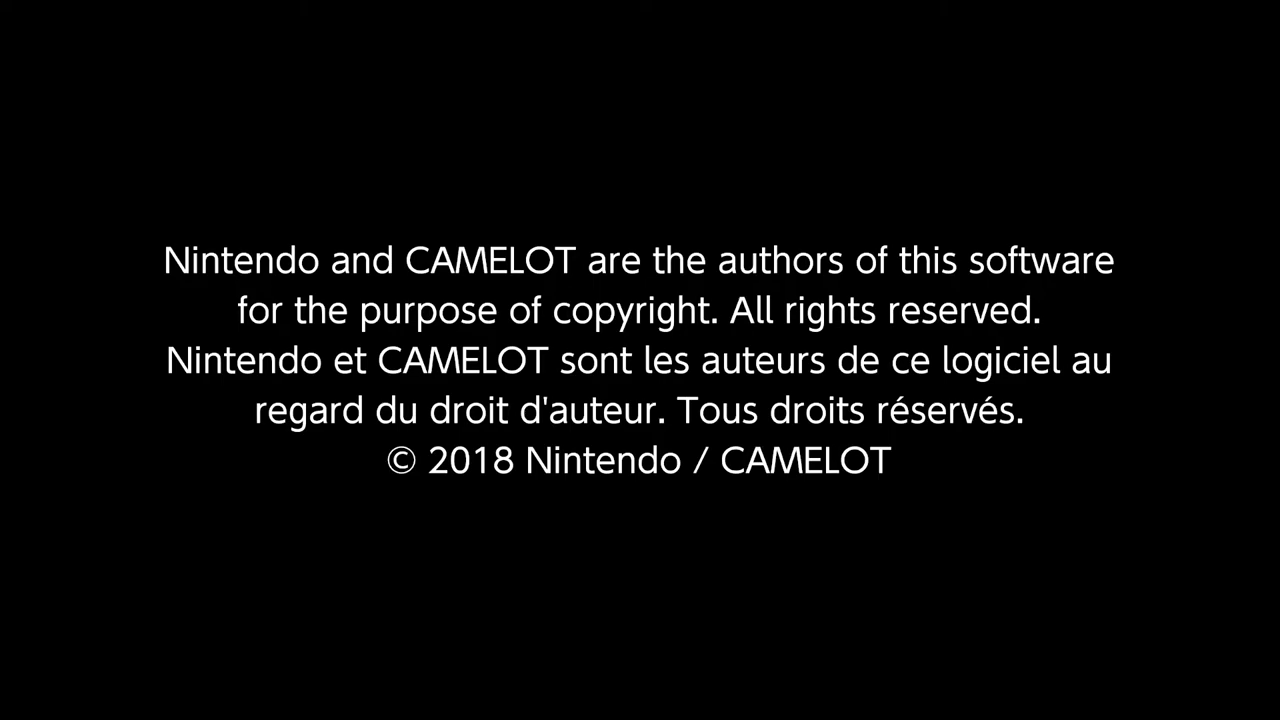 Nintendo and CAMELOT are the authors of this software
for the purpose of copyright. All rights reserved.
Nintendo et CAMELOT sont les auteurs de ce logiciel au
regard du droit d'auteur. Tous droits réservés.
© 2018 Nintendo / CAMELOT